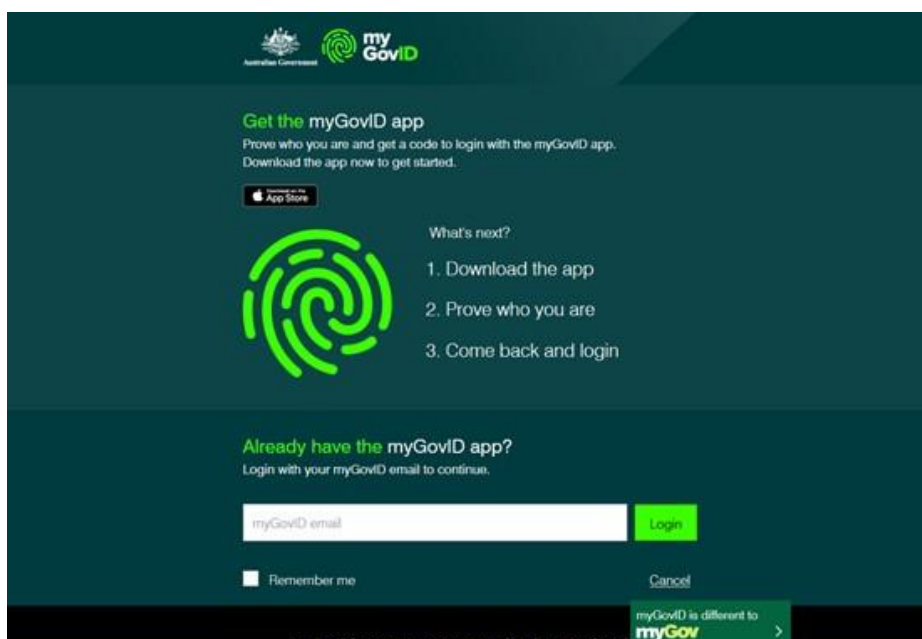 Australian Government
my
GovID
Get the myGovID app
Prove who you are and get a code to login with the myGovID app.
Download the app now to get started.
Download on the
App Store
What's next?
1. Download the app
2. Prove who you are
3. Come back and login
Already have the myGovID app?
Login with your myGovID email to continue.
myGovID email
Login
Remember me
Cancel
myGovID is different to
myGov